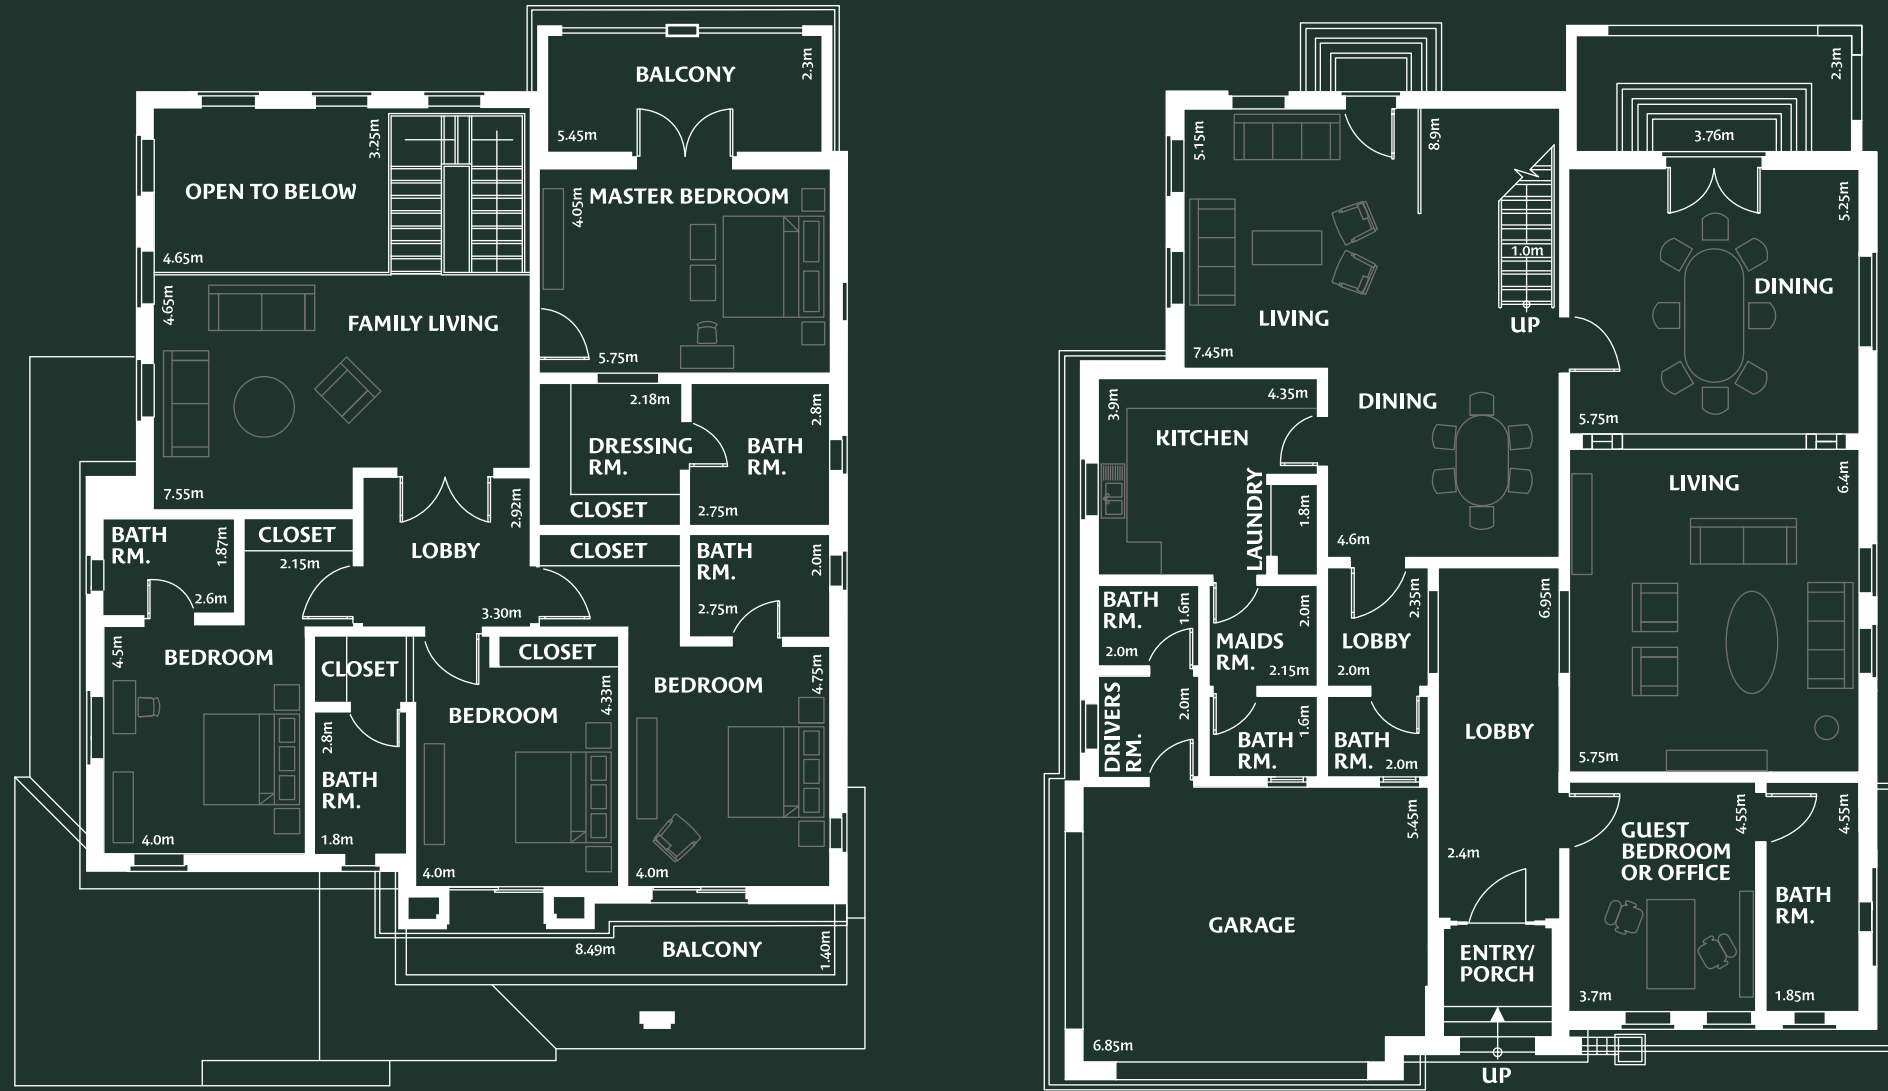 BALCONY
2.3m
5.45m
3.25m
OPEN TO BELOW
4.65m
MASTER BEDROOM
4.05m
5.75m
4.65m
FAMILY LIVING
7.55m
2.18m
DRESSING
RM.
CLOSET
2.8m
BATH
RM.
2.75m
BATH
RM.
1.87m
2.6m
CLOSET
2.15m
2.92m
LOBBY
3.30m
CLOSET
BATH
RM.
2.0m
2.75m
4.5m
BEDROOM
4.0m
CLOSET
2.8m
BATH
RM.
1.8m
CLOSET
4.33m
BEDROOM
4.0m
BEDROOM
4.75m
4.0m
8.49m
BALCONY
1.40m
5.15m
8.9m
LIVING
7.45m
1.0m
UP
2.3m
3.76m
5.25m
DINING
5.75m
3.9m
4.35m
KITCHEN
LAUNDRY
1.8m
DINING
4.6m
LIVING
6.4m
5.75m
BATH
RM.
1.6m
2.0m
MAIDS
RM.
2.0m
2.15m
2.35m
LOBBY
2.0m
6.95m
LOBBY
2.4m
DRIVERS
RM.
2.0m
BATH
RM.
1.6m
BATH
RM.
2.0m
GARAGE
5.45m
6.85m
GUEST
BEDROOM
OR OFFICE
4.55m
3.7m
4.55m
BATH
RM.
1.85m
ENTRY/
PORCH
UP